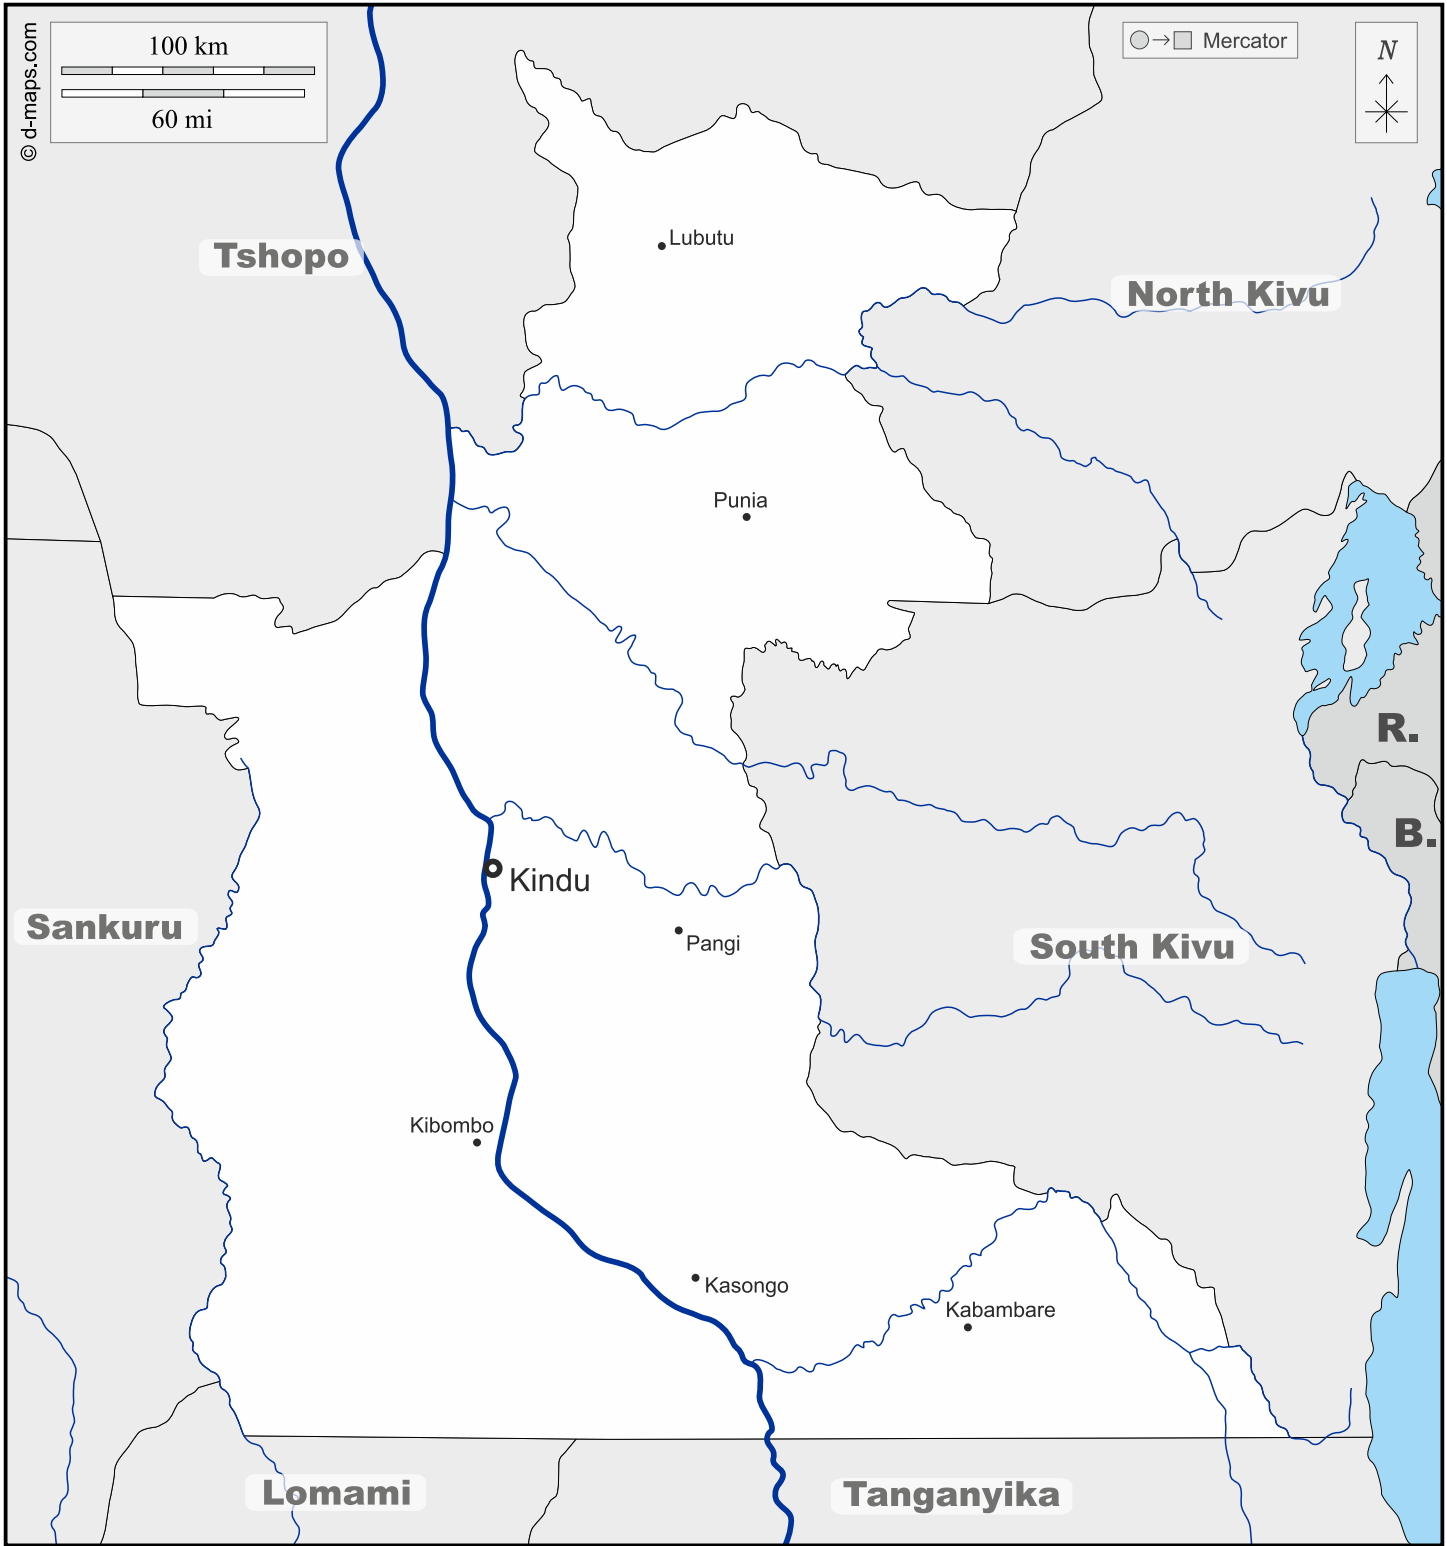 © d-maps.com
100 km
60 mi
Mercator
N
Tshopo
Lubutu
North Kivu
Punia
R.
B.
Kindu
Sankuru
Pangi
South Kivu
Kibombo
Kasongo
Kabambare
Lomami
Tanganyika